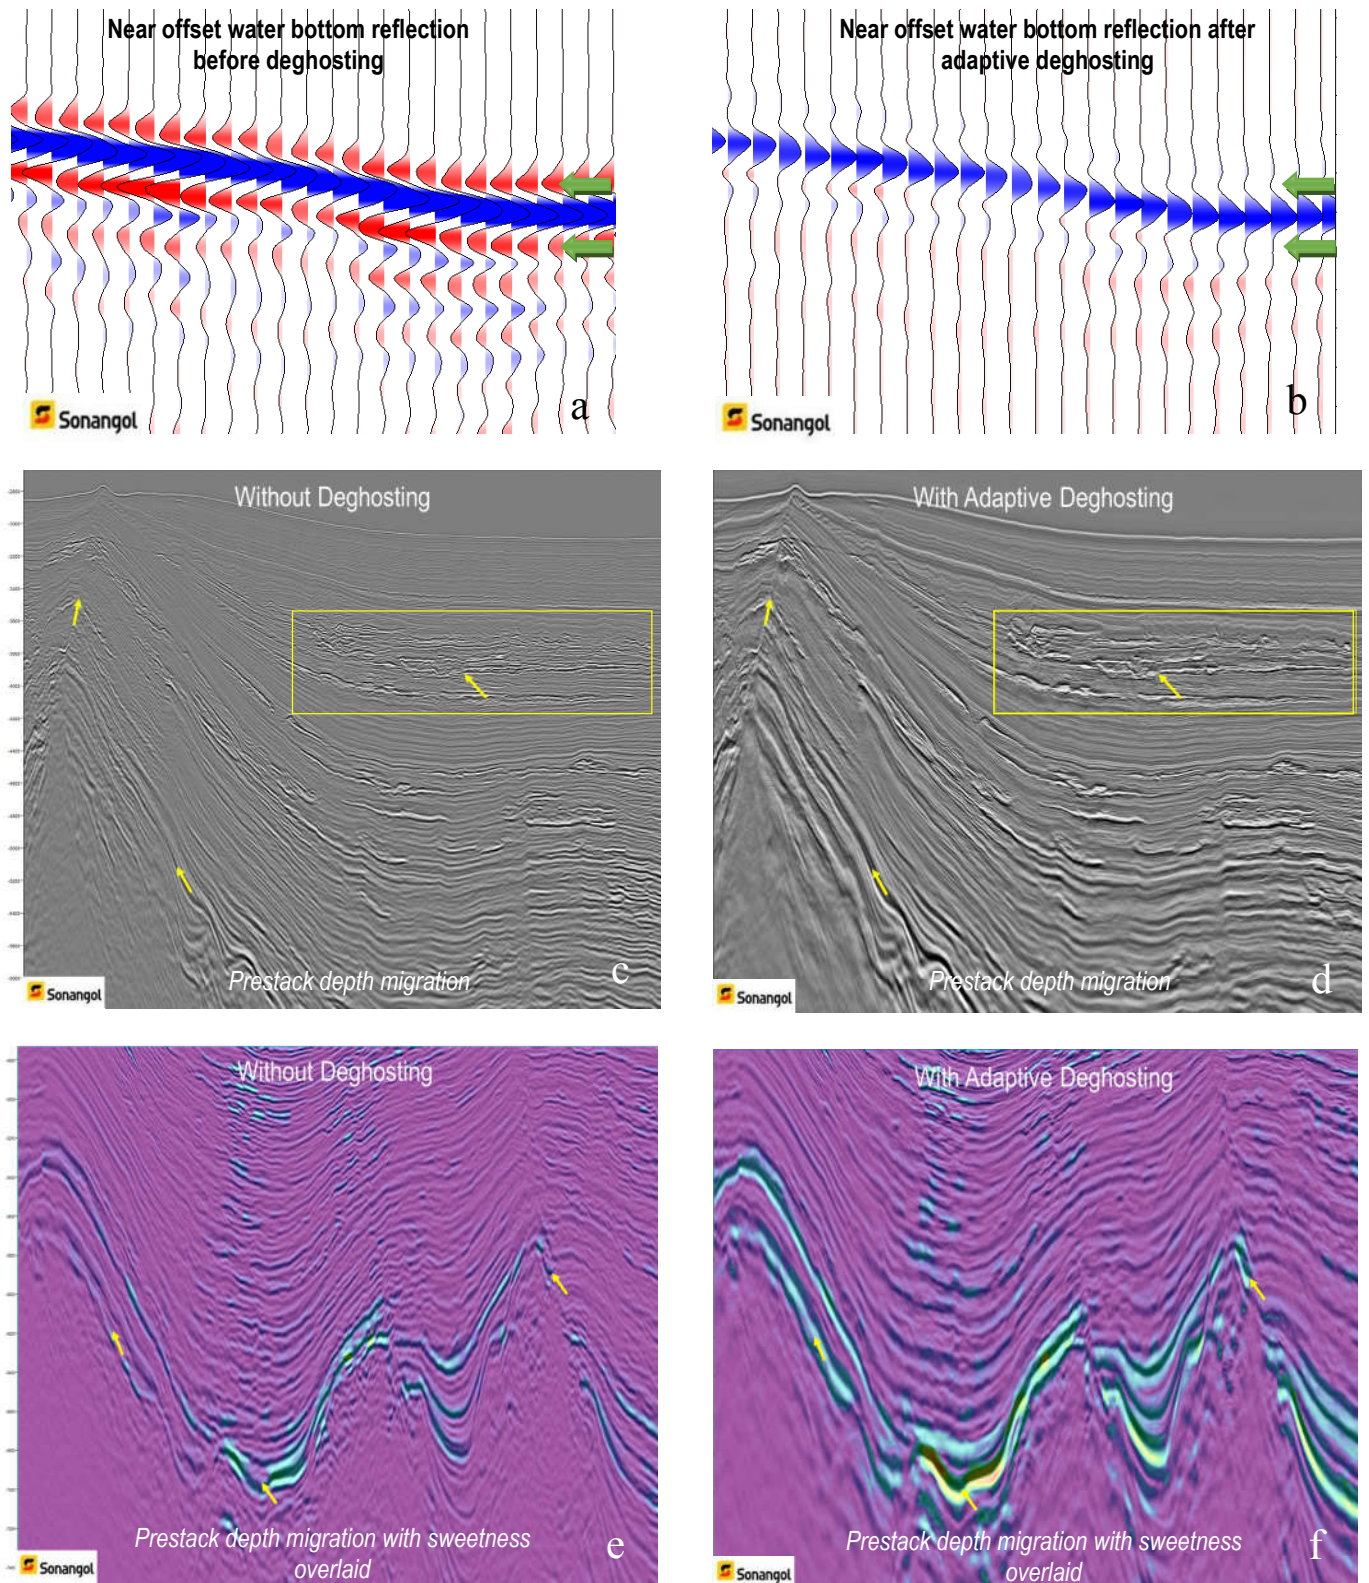 Near offset water bottom reflection
before deghosting
Sonangol
a
Near offset water bottom reflection after
adaptive deghosting
Sonangol
b
Without Deghosting
Prestack depth migration
Sonangol
c
With Adaptive Deghosting
Prestack depth migration
Sonangol
d
Without Deghosting
Prestack depth migration with sweetness
overlaid
Sonangol
e
With Adaptive Deghosting
Prestack depth migration with sweetness
overlaid
Sonangol
f